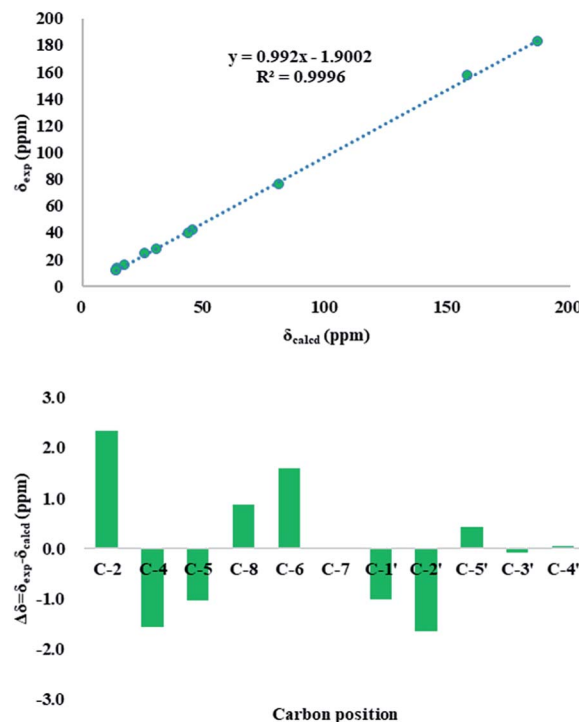 200
180
160
140
120
100
80
60
40
20
0
δexp (ppm)
y = 0.992x - 1.9002
R² = 0.9996
0 50 100 150 200
δcalcd (ppm)
3.0
2.0
1.0
0.0
-1.0
-2.0
-3.0
Δδ=δexp-δcalcd (ppm)
C-2 C-4 C-5 C-8 C-6 C-7 C-1' C-2' C-5' C-3' C-4'
Carbon position